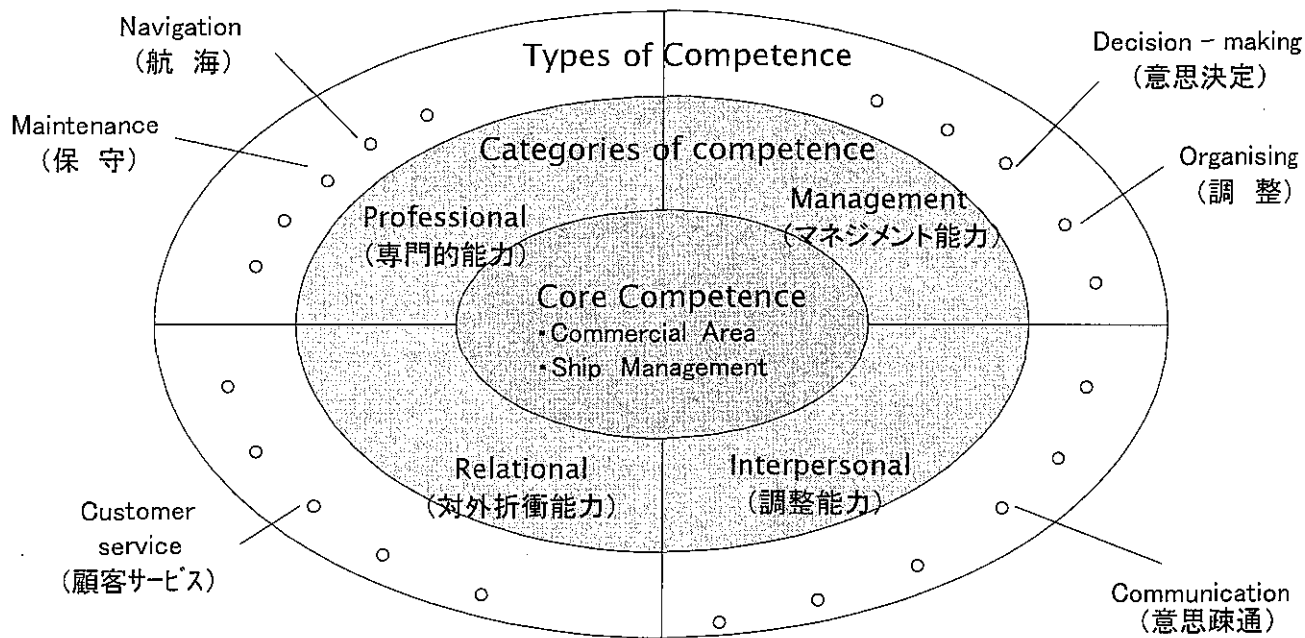 Navigation
（航 海）
Maintenance
（保 守）
Types of Competence
Decision - making
（意思決定）
Organising
（調 整）
Categories of competence
Professional
（専門的能力）
Management
（マネジメント能力）
Core Competence
・Commercial Area
・Ship Management
Relational
（対外折衝能力）
Interpersonal
（調整能力）
Customer
service
（顧客サービス）
Communication
（意思疎通）